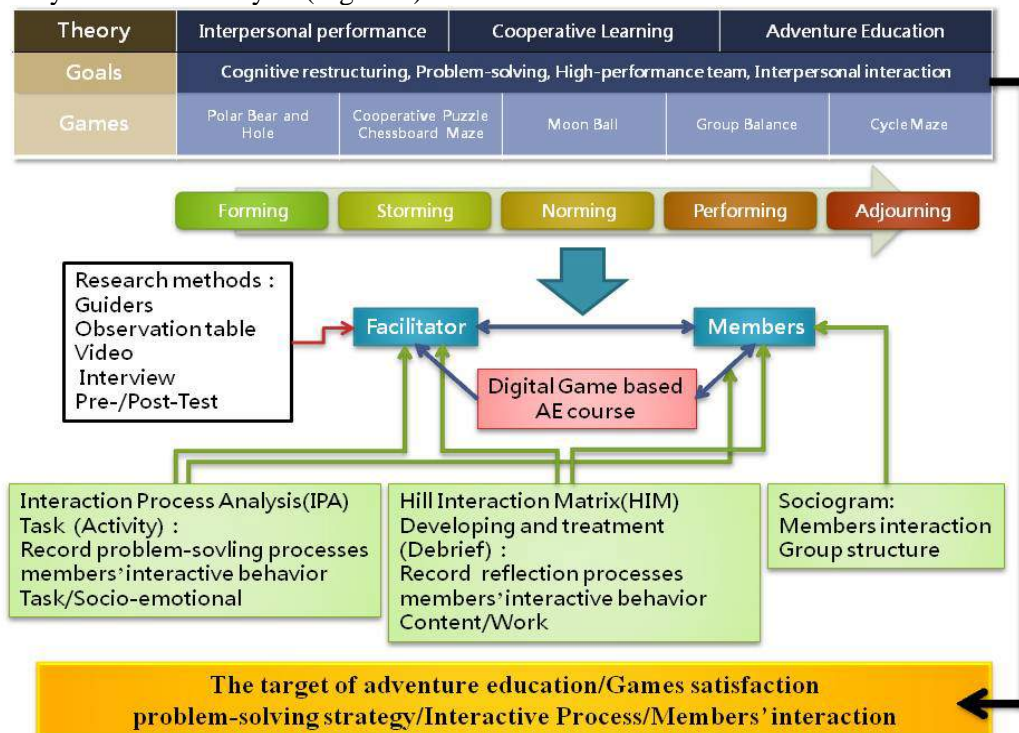 Theory
Interpersonal performance
Cooperative Learning
Adventure Education
Goals
Cognitive restructuring, Problem-solving, High-performance team, Interpersonal interaction
Games
Polar Bear and
Hole
Cooperative Puzzle
Chessboard Maze
Moon Ball
Group Balance
Cycle Maze
Forming
Storming
Norming
Performing
Adjourning
Research methods :
Guiders
Observation table
Video
Interview
Pre-/Post-Test
Facilitator
Members
Digital Game based
AE course
Interaction Process Analysis(IPA)
Task (Activity) :
Record problem-sovling processes
members'interactive behavior
Task/Socio-emotional
Hill Interaction Matrix(HIM)
Developing and treatment
(Debrief) :
Record reflection processes
members'interactive behavior
Content/Work
Sociogram:
Members interaction
Group structure
The target of adventure education/Games satisfaction
problem-solving strategy/Interactive Process/Members'interaction